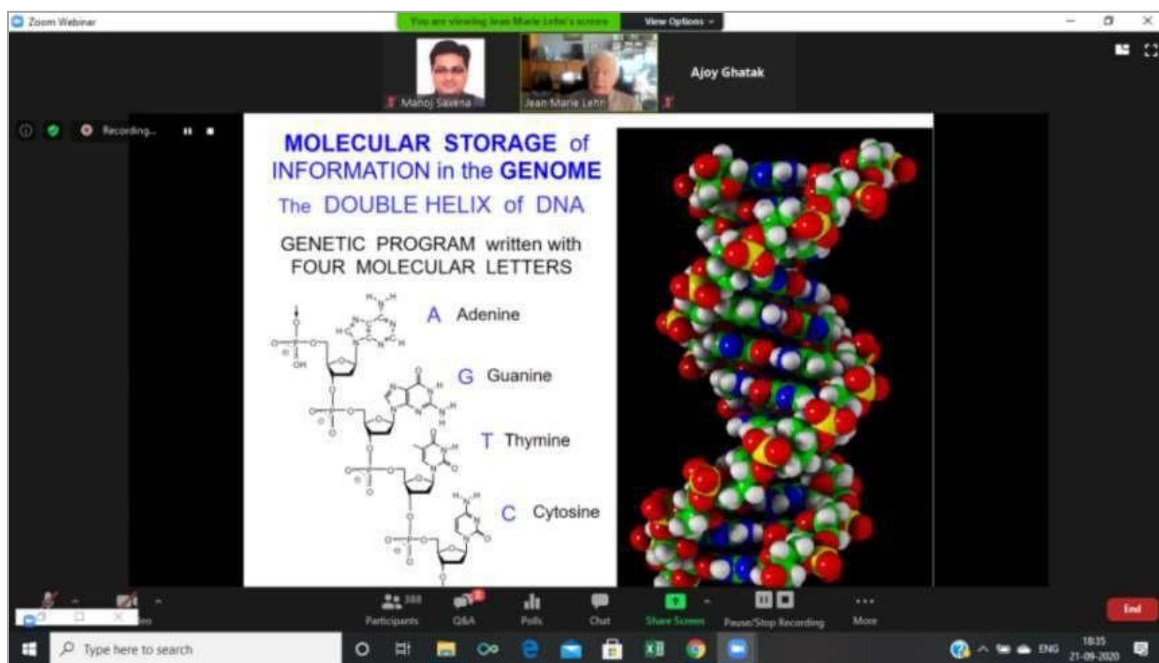 Zoom Webinar
You are viewing Jean Marie Lehn's screen
View Options
Manoj Saxena
Jean Marie Lehn
Ajoy Ghatak
Recording...
MOLECULAR STORAGE of
INFORMATION in the GENOME
The DOUBLE HELIX of DNA
GENETIC PROGRAM written with
FOUR MOLECULAR LETTERS
A Adenine
G Guanine
T Thymine
C Cytosine
388
2
Participants
Q&A
Polls
Chat
Share Screen
Pause/Stop Recording
More
End
Type here to search
ENG
18:35
21-09-2020